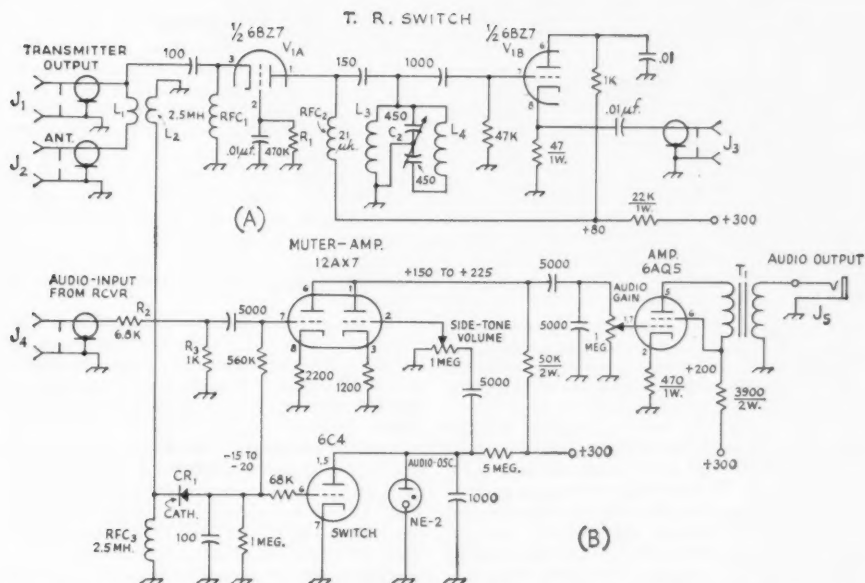 T. R. SWITCH
TRANSMITTER
OUTPUT
J1
ANT.
J2
L1
L2
100
1/2 6BZ7
V1A
3
1
2
2.5MH
RFC1
.01μf.
470K
R1
150
1000
RFC2
21
μh.
L3
450
C2
450
L4
47K
1/2 6BZ7
V1B
6
7
8
1K
.01
.01μf.
47
1W.
J3
22K
1W.
+80
+300
(A)
MUTER-AMP.
12AX7
+150 TO +225
AUDIO-INPUT
FROM RCVR
J4
R2
6.8K
R3
1K
5000
560K
6
1
7
2
8
3
2200
1200
SIDE-TONE
VOLUME
1 MEG
5000
50K
2W.
5000
5000
AUDIO
GAIN
1
MEG
AMP.
6AQ5
5
1,7
6
2
470
1W.
+200
T1
AUDIO OUTPUT
J5
3900
2W.
+300
-15 TO
-20
6C4
CR1
CATH.
68K
1,5
6
7
SWITCH
AUDIO-OSC.
NE-2
5 MEG.
+300
1000
RFC3
2.5MH.
100
1 MEG.
(B)